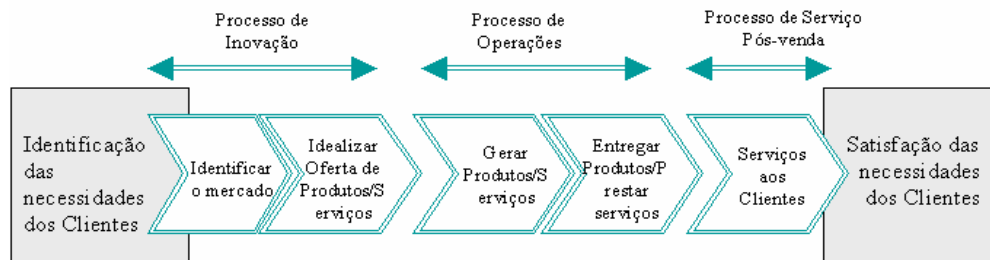 Processo de
Inovação
Processo de
Operações
Processo de Serviço
Pós-venda
Identificação
das
necessidades
dos Clientes
Identificar
o mercado
Idealizar
Oferta de
Produtos/S
erviços
Gerar
Produtos/S
erviços
Entregar
Produtos/P
restar
serviços
Serviços
aos
Clientes
Satisfação das
necessidades
dos Clientes